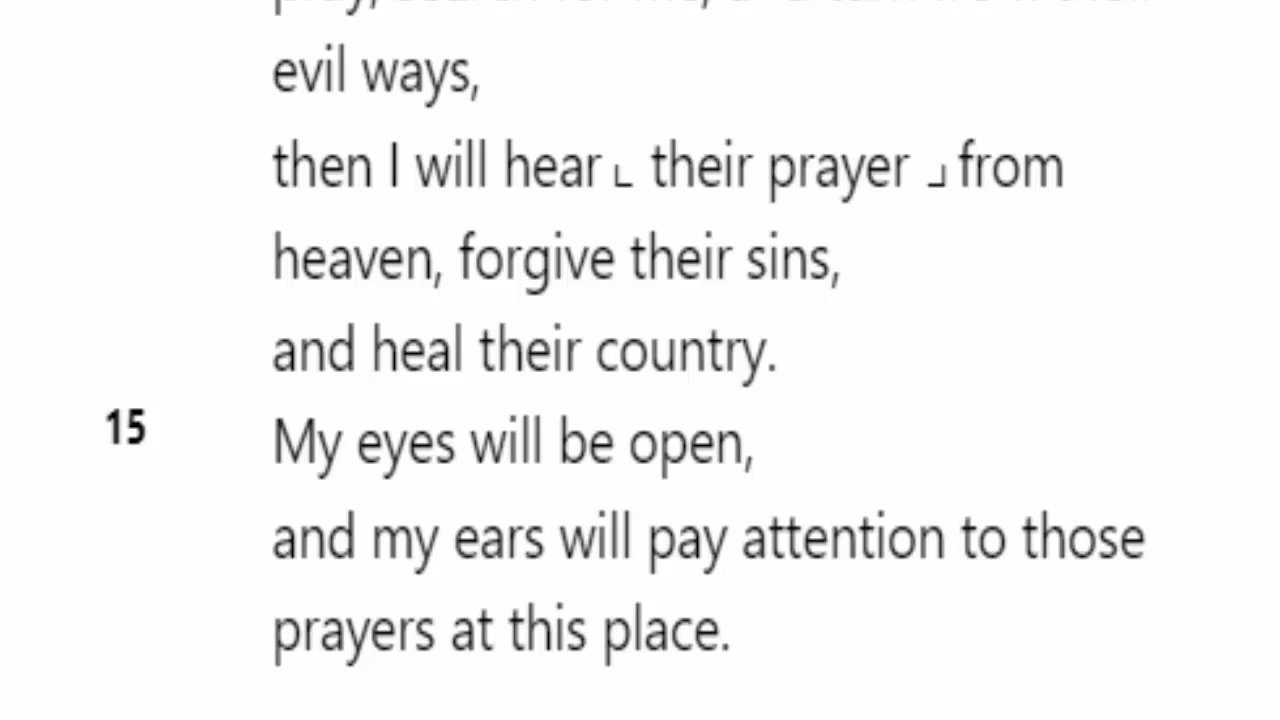 evil ways,
then I will hear ⌞ their prayer ⌟ from
heaven, forgive their sins,
and heal their country.
15 My eyes will be open,
and my ears will pay attention to those
prayers at this place.